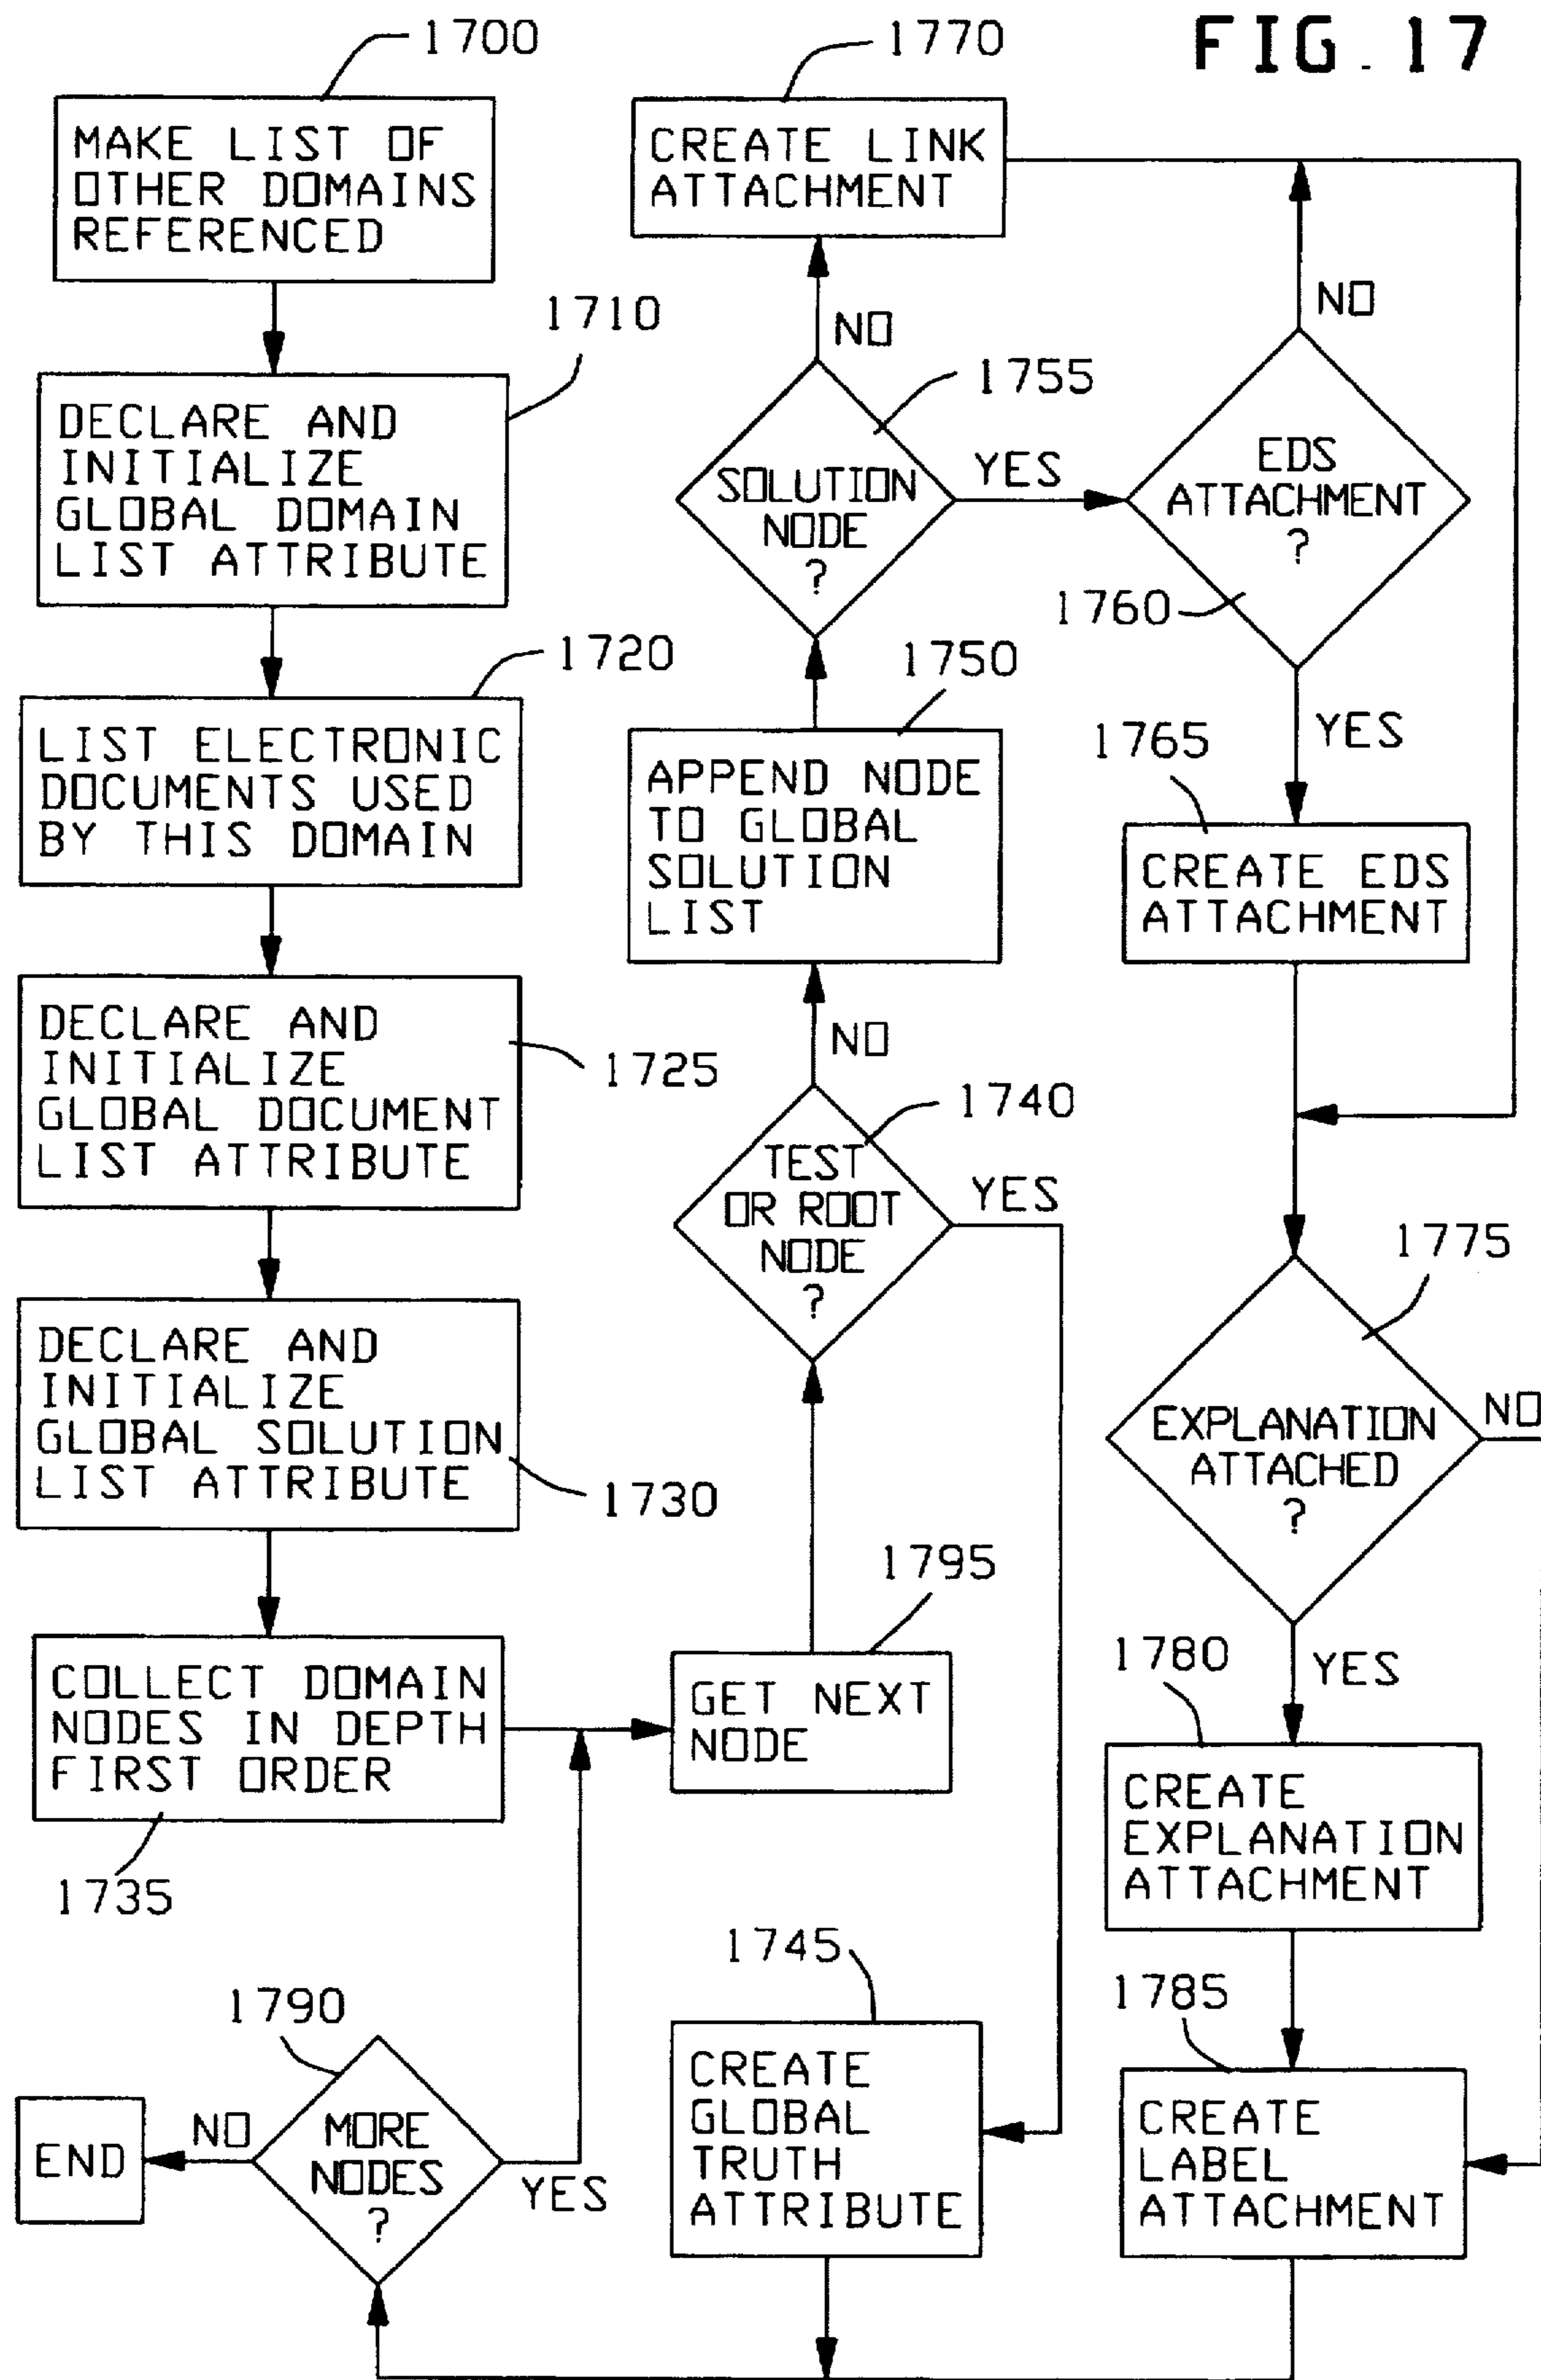 FIG. 17
1700
MAKE LIST OF
OTHER DOMAINS
REFERENCED
1710
DECLARE AND
INITIALIZE
GLOBAL DOMAIN
LIST ATTRIBUTE
1720
LIST ELECTRONIC
DOCUMENTS USED
BY THIS DOMAIN
DECLARE AND
INITIALIZE
GLOBAL DOCUMENT
LIST ATTRIBUTE
1725
DECLARE AND
INITIALIZE
GLOBAL SOLUTION
LIST ATTRIBUTE
1730
COLLECT DOMAIN
NODES IN DEPTH
FIRST ORDER
1735
1790
MORE
NODES
?
NO
END
YES
1770
CREATE LINK
ATTACHMENT
NO
1755
SOLUTION
NODE
?
YES
1750
APPEND NODE
TO GLOBAL
SOLUTION
LIST
NO
1740
TEST
OR ROOT
NODE
?
YES
1795
GET NEXT
NODE
1745
CREATE
GLOBAL
TRUTH
ATTRIBUTE
NO
EDS
ATTACHMENT
?
1760
YES
1765
CREATE EDS
ATTACHMENT
1775
EXPLANATION
ATTACHED
?
NO
YES
1780
CREATE
EXPLANATION
ATTACHMENT
1785
CREATE
LABEL
ATTACHMENT